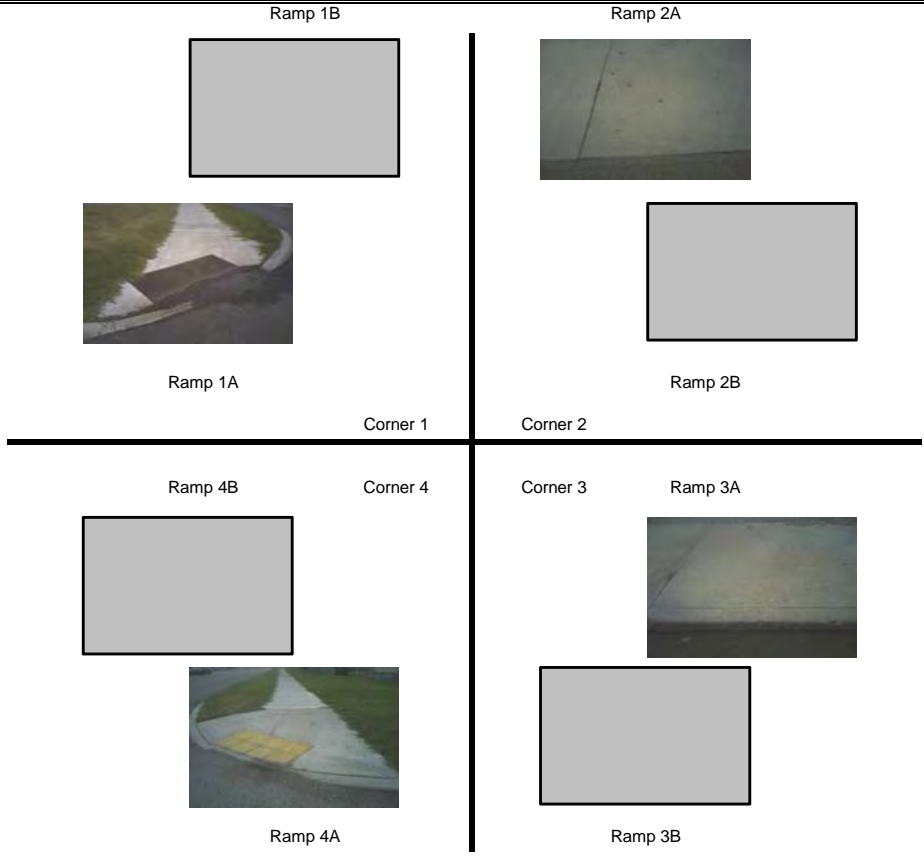 Ramp 1B Ramp 2A
Ramp 1A Ramp 2B
Corner 1 Corner 2
Ramp 4B Corner 4 Corner 3 Ramp 3A
Ramp 4A Ramp 3B